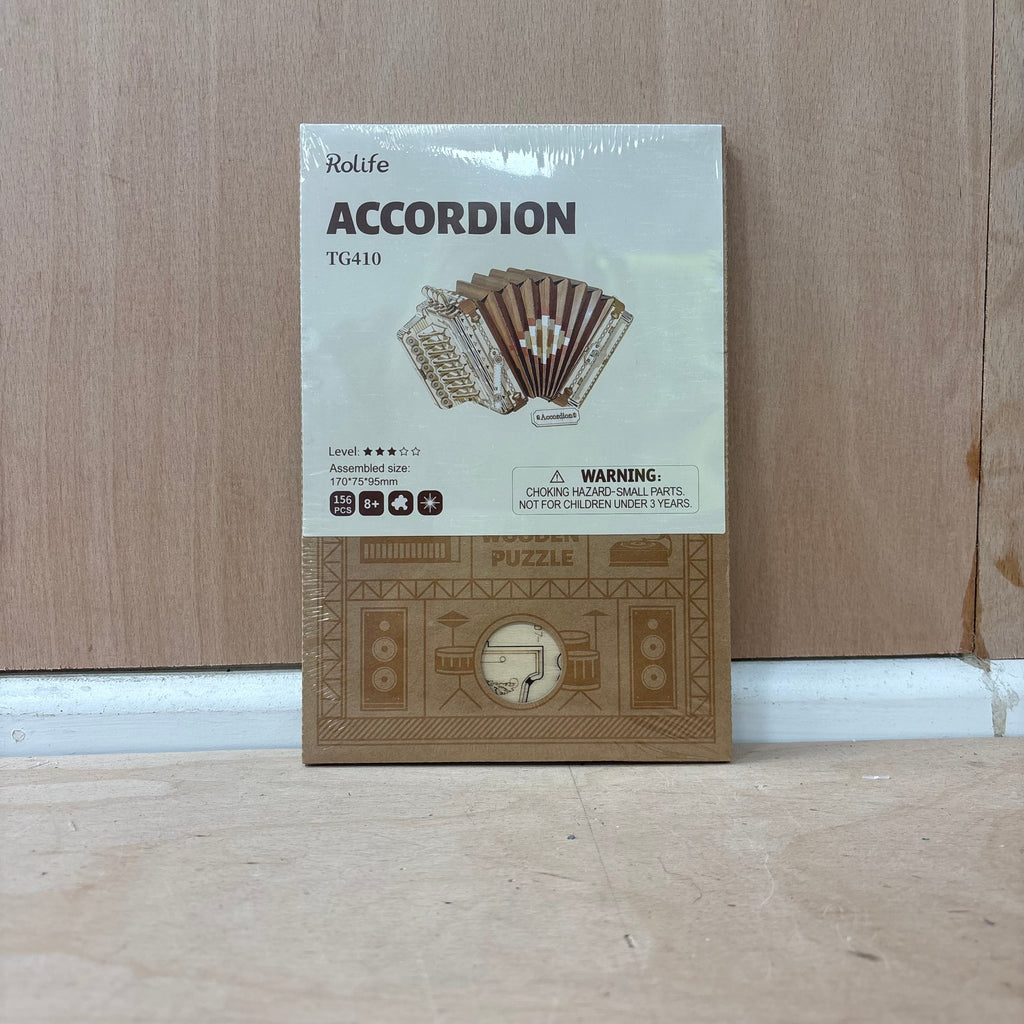 Rolife
ACCORDION
TG410
Accordion
Level:
Assembled size:
170*75*95mm
156 PCS
8+
⚠ WARNING:
CHOKING HAZARD-SMALL PARTS.
NOT FOR CHILDREN UNDER 3 YEARS.
WOODEN
PUZZLE